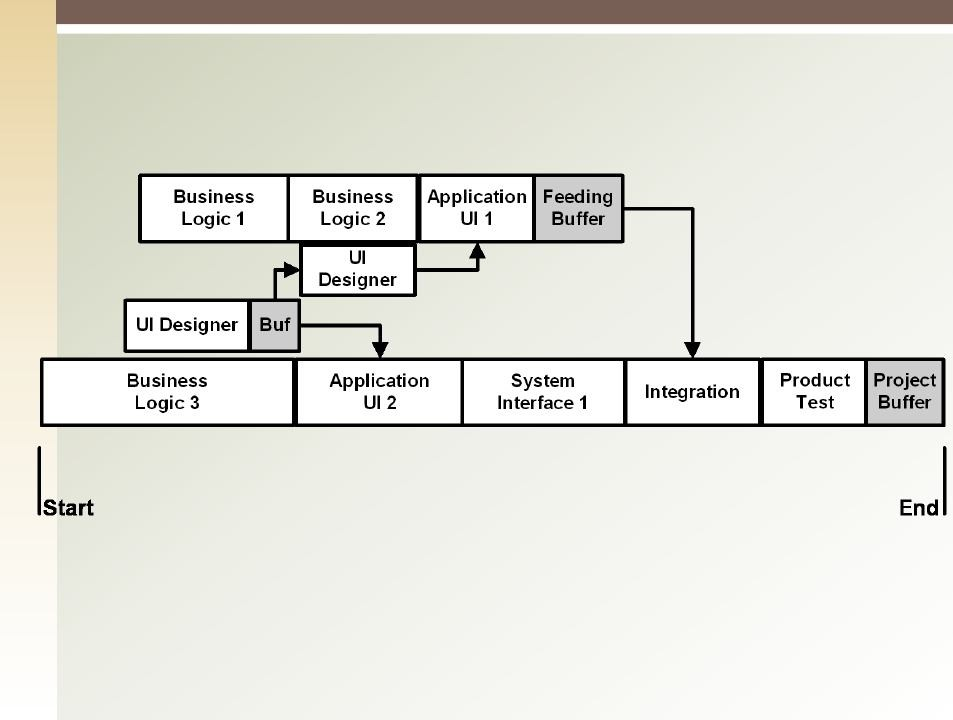 Business
Logic 1
Business
Logic 2
Application
UI 1
Feeding
Buffer
UI
Designer
UI Designer
Buf
Business
Logic 3
Application
UI 2
System
Interface 1
Integration
Product
Test
Project
Buffer
Start
End